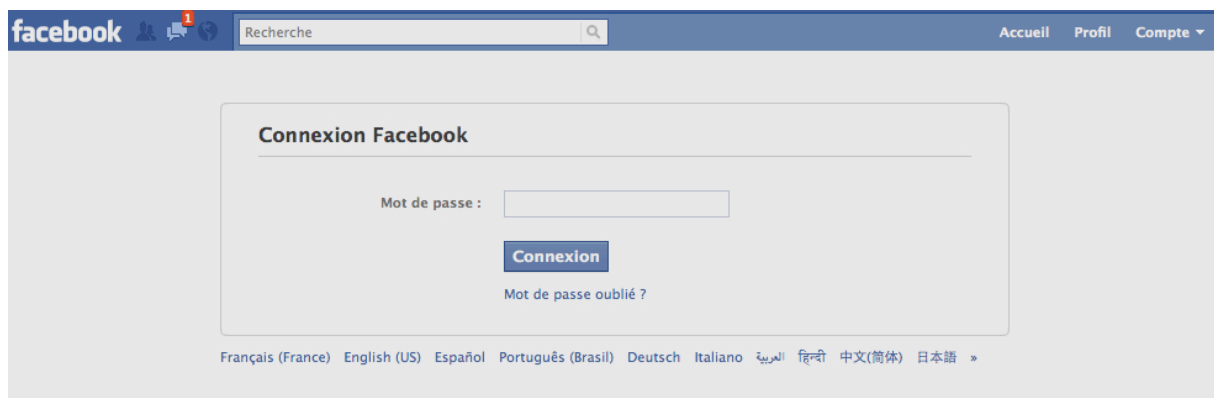 facebook 1 Recherche Accueil Profil Compte
Connexion Facebook
Mot de passe :
Connexion
Mot de passe oublié ?
Français (France) English (US) Español Português (Brasil) Deutsch Italiano العربية हिन्दी 中文(简体) 日本語 »